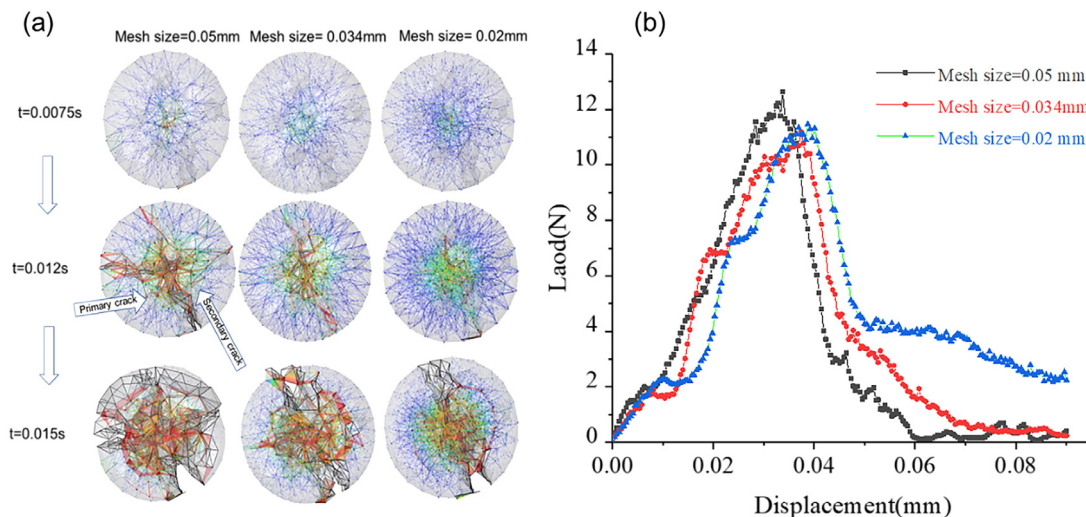 (a)
Mesh size=0.05mm Mesh size=0.034mm Mesh size= 0.02mm
t=0.0075s
t=0.012s
Primary crack
Secondary crack
t=0.015s
(b)
14
12
10
8
6
4
2
0
Laod(N)
Mesh size=0.05 mm
Mesh size=0.034mm
Mesh size=0.02 mm
0.00 0.02 0.04 0.06 0.08
Displacement(mm)